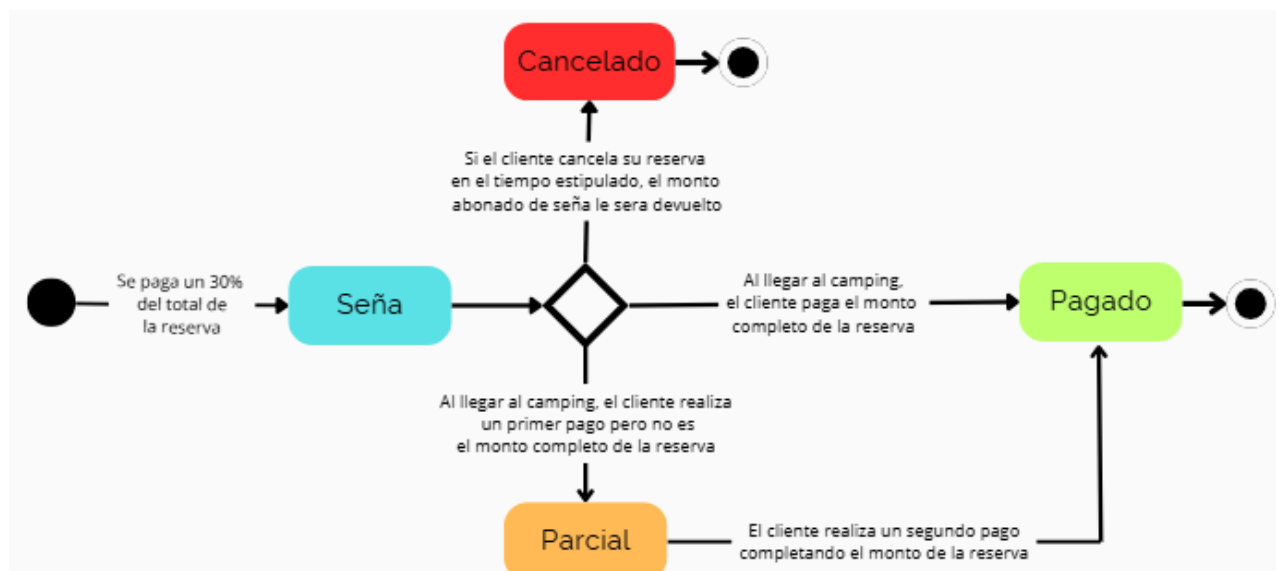 Cancelado
Si el cliente cancela su reserva
en el tiempo estipulado, el monto
abonado de seña le sera devuelto
Se paga un 30%
del total de
la reserva
Seña
Al llegar al camping,
el cliente paga el monto
completo de la reserva
Pagado
Al llegar al camping, el cliente realiza
un primer pago pero no es
el monto completo de la reserva
Parcial
El cliente realiza un segundo pago
completando el monto de la reserva